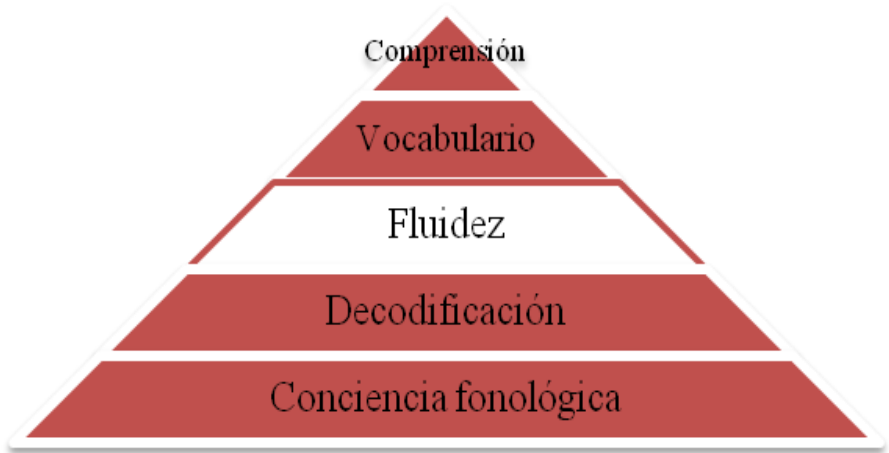 Comprensión
Vocabulario
Fluidez
Decodificación
Conciencia fonológica